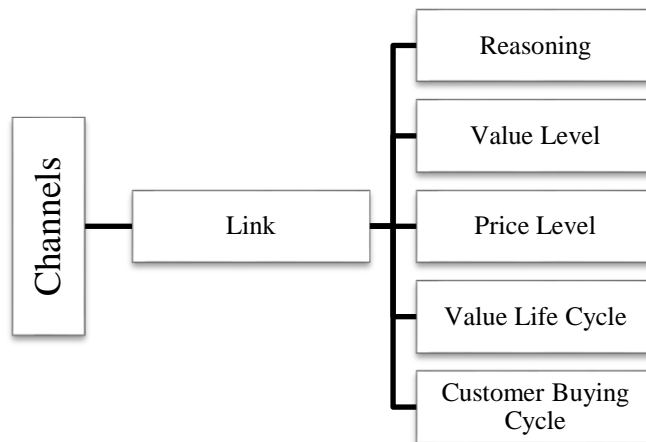 Channels
Link
Reasoning
Value Level
Price Level
Value Life Cycle
Customer Buying
Cycle